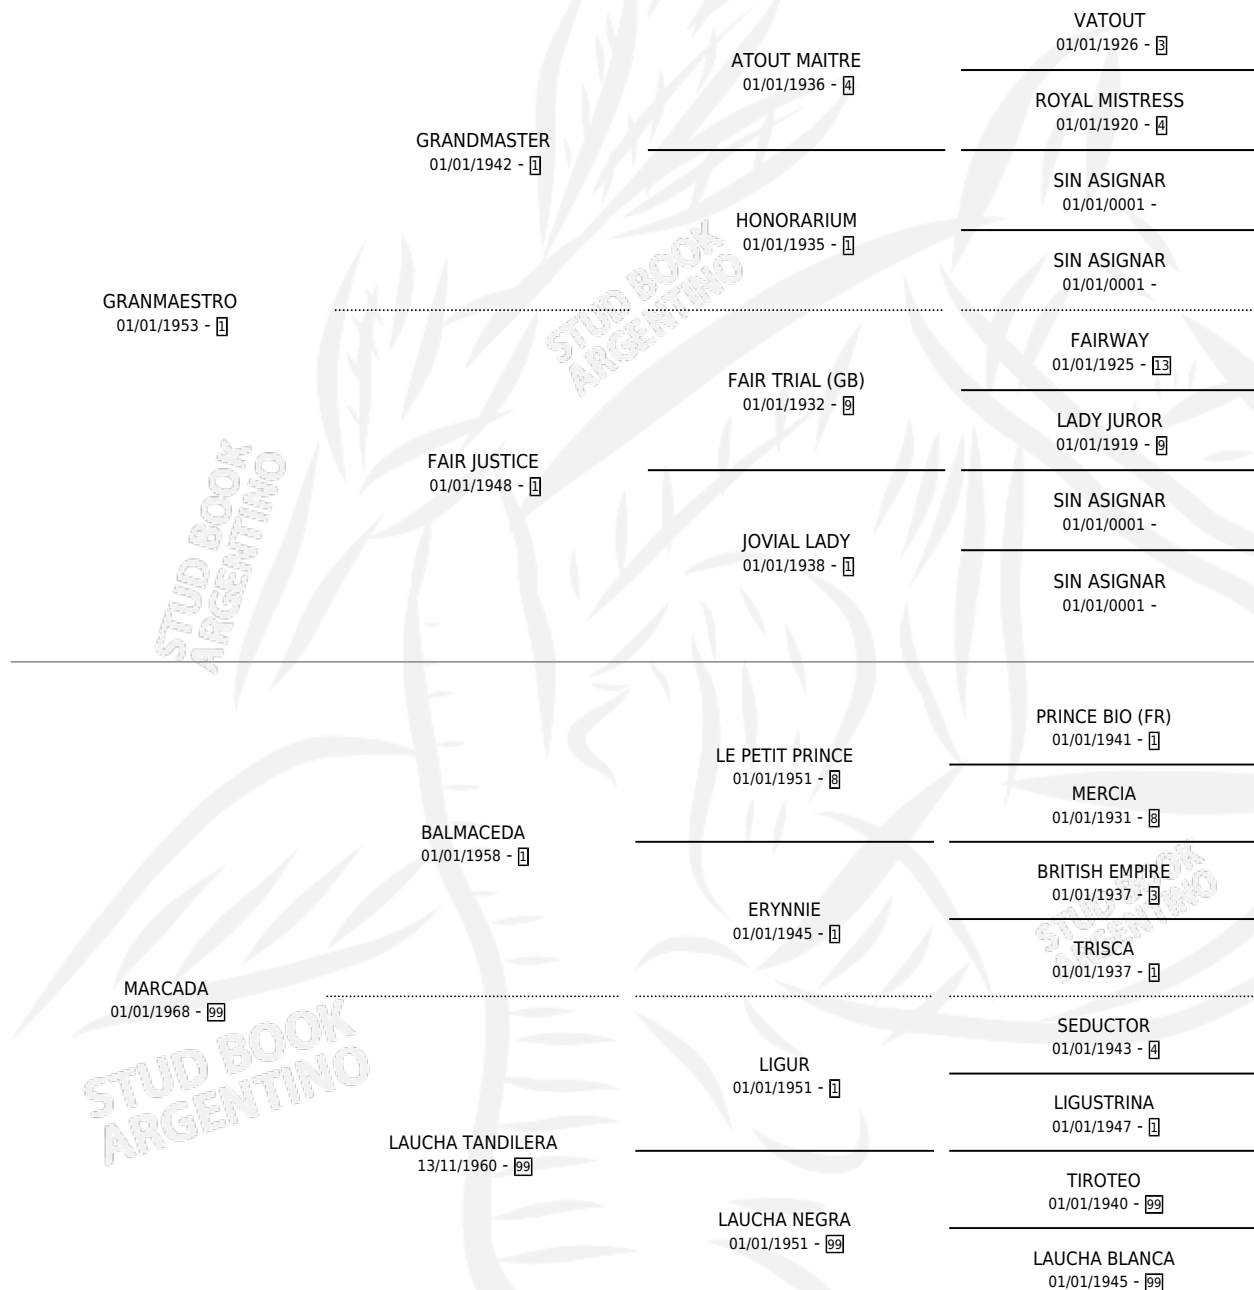 VATOUT
01/01/1926 - 3
ATOUT MAITRE
01/01/1936 - 4
ROYAL MISTRESS
01/01/1920 - 4
GRANDMASTER
01/01/1942 - 1
SIN ASIGNAR
01/01/0001 -
HONORARIUM
01/01/1935 - 1
SIN ASIGNAR
01/01/0001 -
GRANMAESTRO
01/01/1953 - 1
FAIRWAY
01/01/1925 - 13
FAIR TRIAL (GB)
01/01/1932 - 9
LADY JUROR
01/01/1919 - 9
FAIR JUSTICE
01/01/1948 - 1
SIN ASIGNAR
01/01/0001 -
JOVIAL LADY
01/01/1938 - 1
SIN ASIGNAR
01/01/0001 -
PRINCE BIO (FR)
01/01/1941 - 1
LE PETIT PRINCE
01/01/1951 - 8
MERCIA
01/01/1931 - 8
BALMACEDA
01/01/1958 - 1
BRITISH EMPIRE
01/01/1937 - 3
ERYNNIE
01/01/1945 - 1
TRISCA
01/01/1937 - 1
MARCADA
01/01/1968 - 99
SEDUCTOR
01/01/1943 - 4
LIGUR
01/01/1951 - 1
LIGUSTRINA
01/01/1947 - 1
LAUCHA TANDILERA
13/11/1960 - 99
TIROTEO
01/01/1940 - 99
LAUCHA NEGRA
01/01/1951 - 99
LAUCHA BLANCA
01/01/1945 - 99
STUD BOOK
ARGENTINO
STUD BOOK
ARGENTINO
STUD BOOK
ARGENTINO
STUD BOOK
ARGENTINO